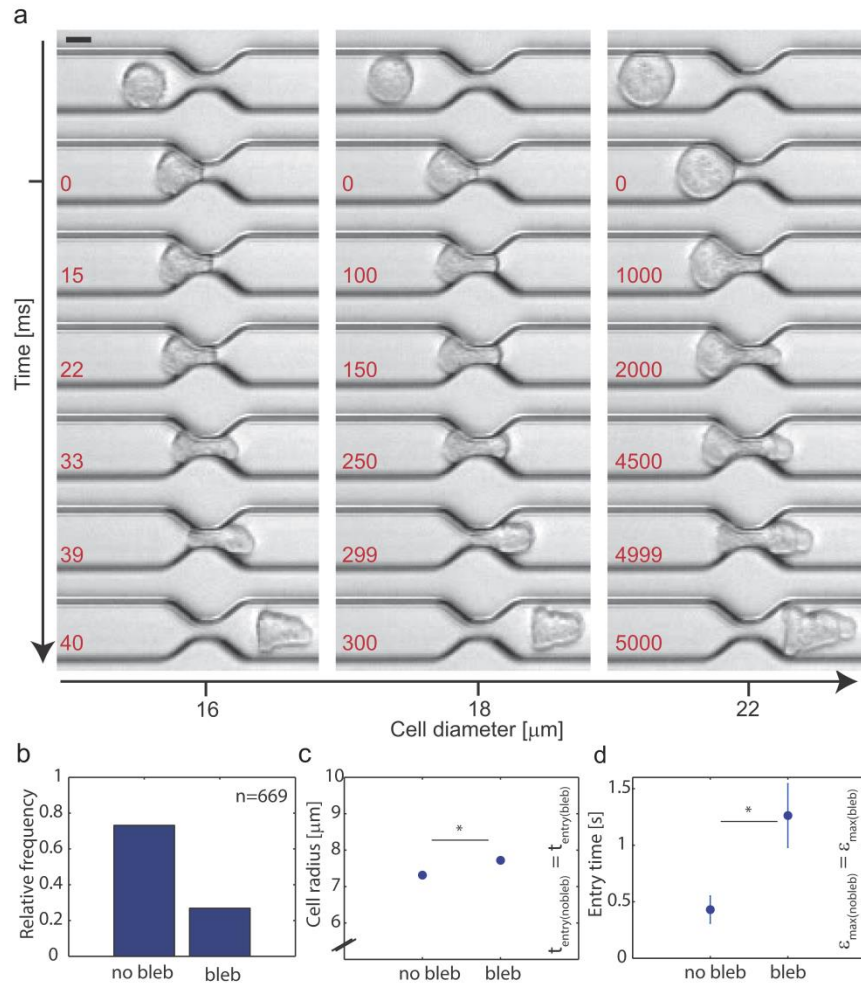 a
Time [ms]
0
15
22
33
39
40
0
100
150
250
299
300
0
1000
2000
4500
4999
5000
16
18
22
Cell diameter [μm]
b
Relative frequency
1
0.8
0.6
0.4
0.2
0
n=669
no bleb
bleb
c
Cell radius [μm]
10
9
8
7
6
*
no bleb
bleb
t_entry(nobleb) = t_entry(bleb)
d
Entry time [s]
1.5
1
0.5
0
*
no bleb
bleb
ε_max(nobleb) = ε_max(bleb)